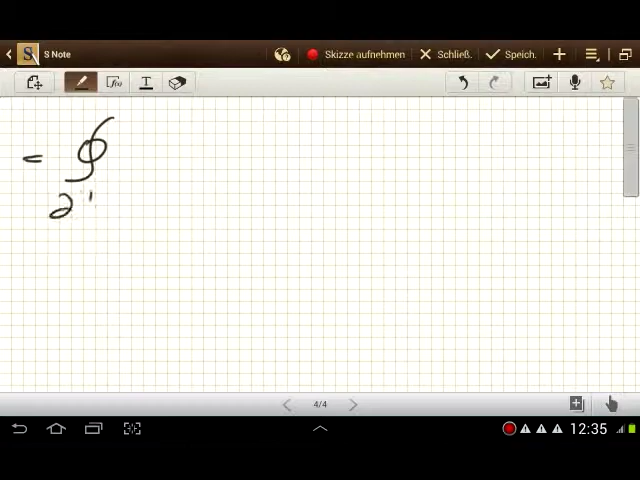 S Note
Skizze aufnehmen
Schließ.
Speich.
f(x)
T
= ∮
∂
4/4
12:35